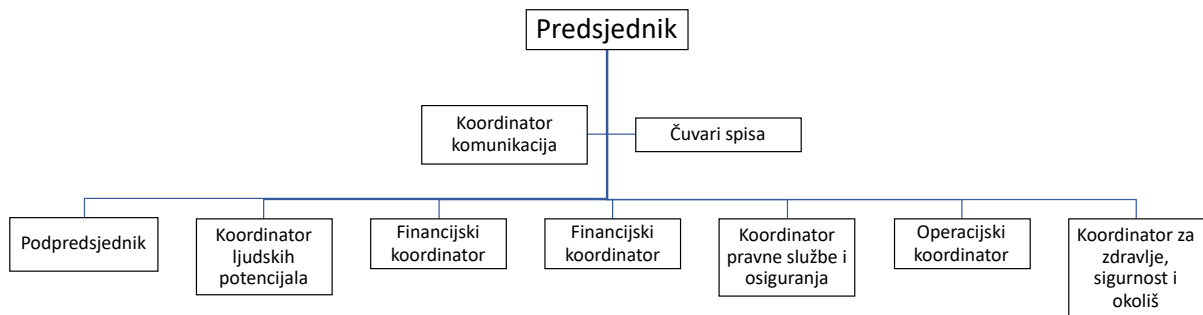 Predsjednik
Koordinator
komunikacija
Čuvari spisa
Podpredsjednik
Koordinator
ljudskih
potencijala
Financijski
koordinator
Financijski
koordinator
Koordinator
pravne službe i
osiguranja
Operacijski
koordinator
Koordinator za
zdravlje,
sigurnost i
okoliš